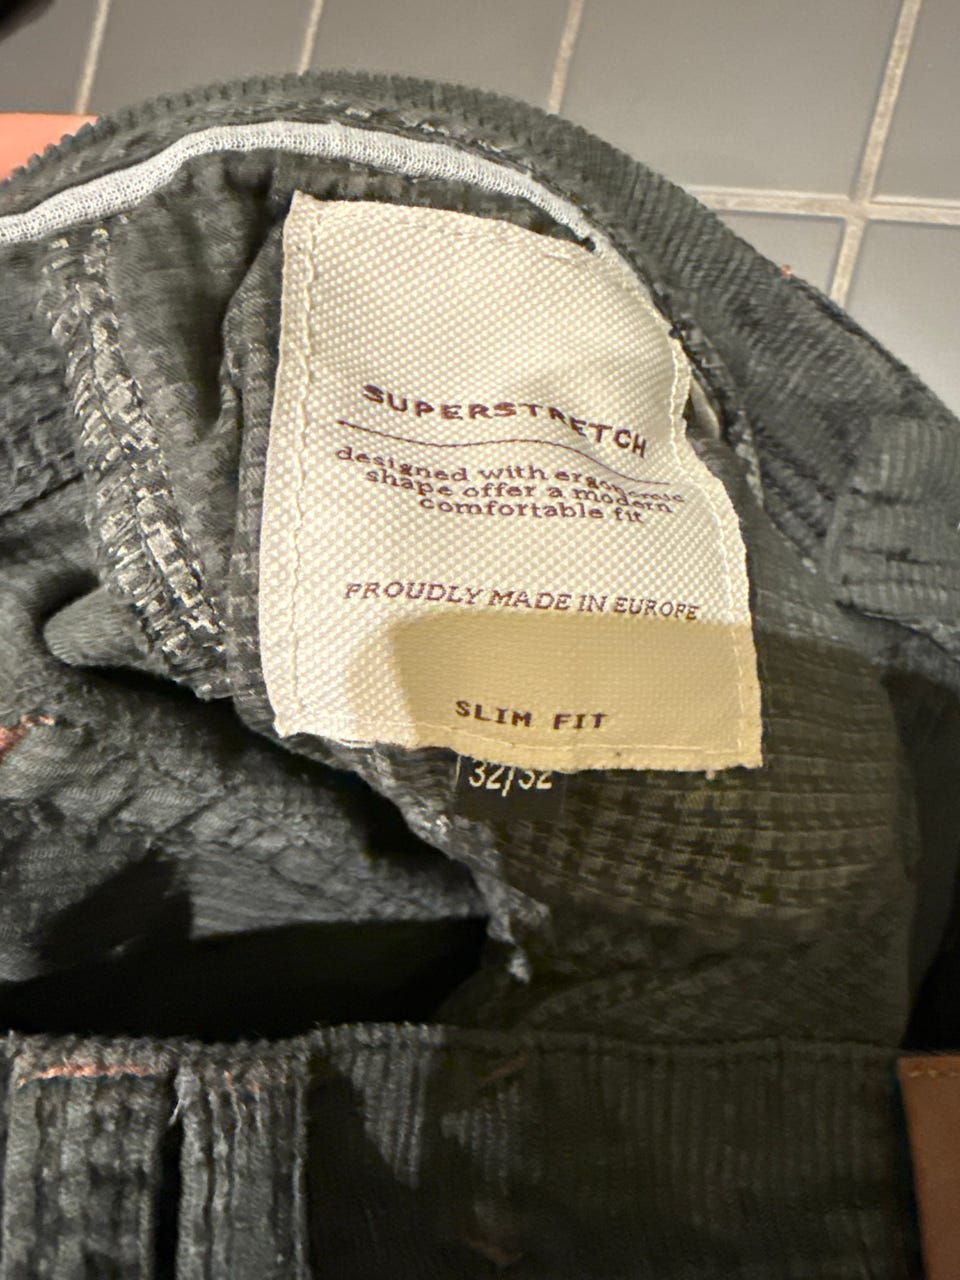 SUPERSTRETCH
designed with ergonomic
shape offer a modern
comfortable fit
PROUDLY MADE IN EUROPE
SLIM FIT
32/32